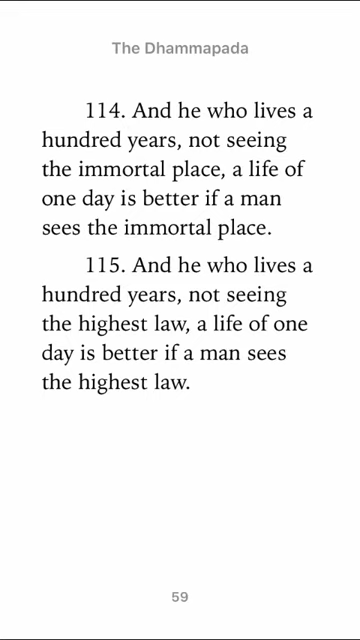 The Dhammapada
114. And he who lives a
hundred years, not seeing
the immortal place, a life of
one day is better if a man
sees the immortal place.
115. And he who lives a
hundred years, not seeing
the highest law, a life of one
day is better if a man sees
the highest law.
59